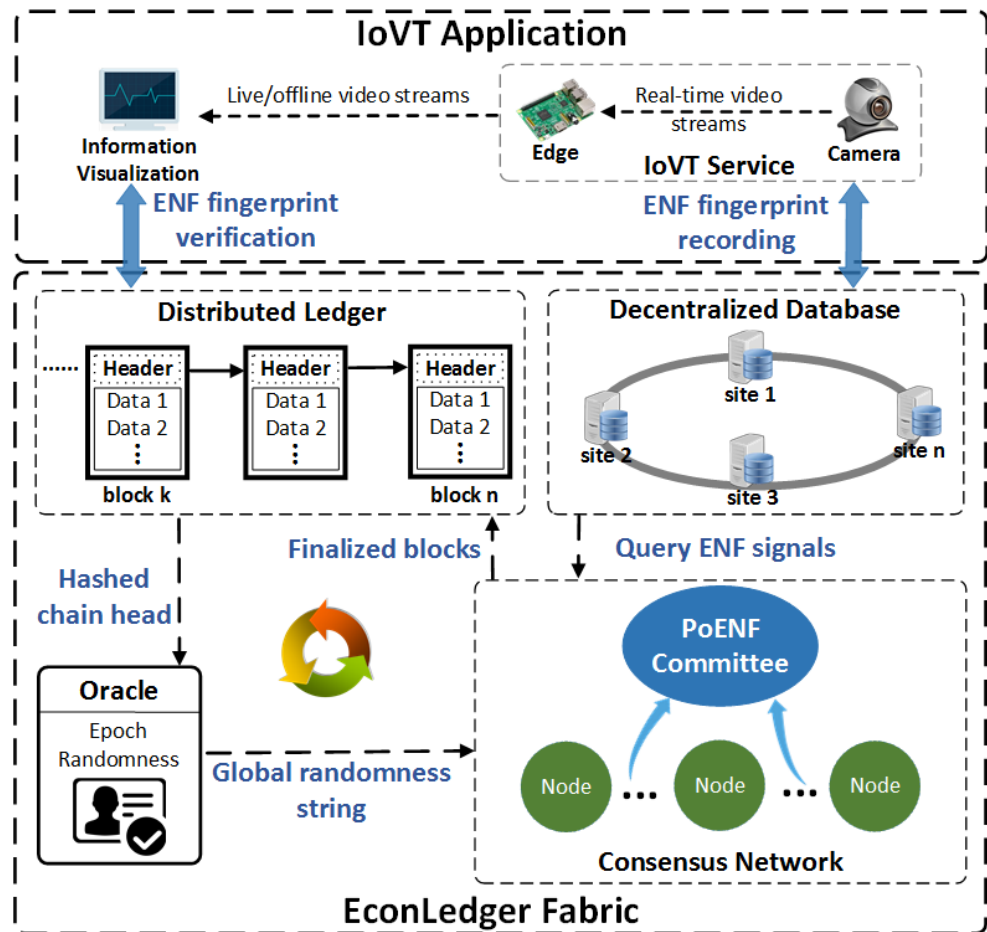 IoVT Application
Live/offline video streams
Real-time video
streams
Information
Visualization
Edge
Camera
IoVT Service
ENF fingerprint
verification
ENF fingerprint
recording
Distributed Ledger
......
Header
Data 1
Data 2
block k
Header
Data 1
Data 2
Header
Data 1
Data 2
block n
Decentralized Database
site 1
site 2
site n
site 3
Hashed
chain head
Finalized blocks
Query ENF signals
Oracle
Epoch
Randomness
Global randomness
string
PoENF
Committee
Node
...
Node
...
Node
Consensus Network
EconLedger Fabric